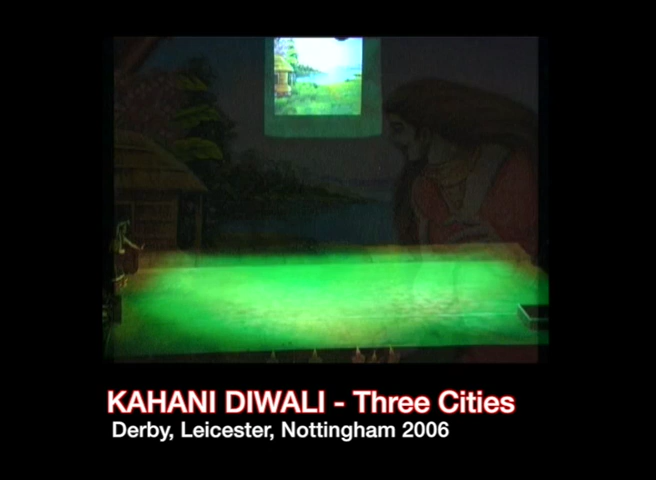 KAHANI DIWALI - Three Cities
Derby, Leicester, Nottingham 2006